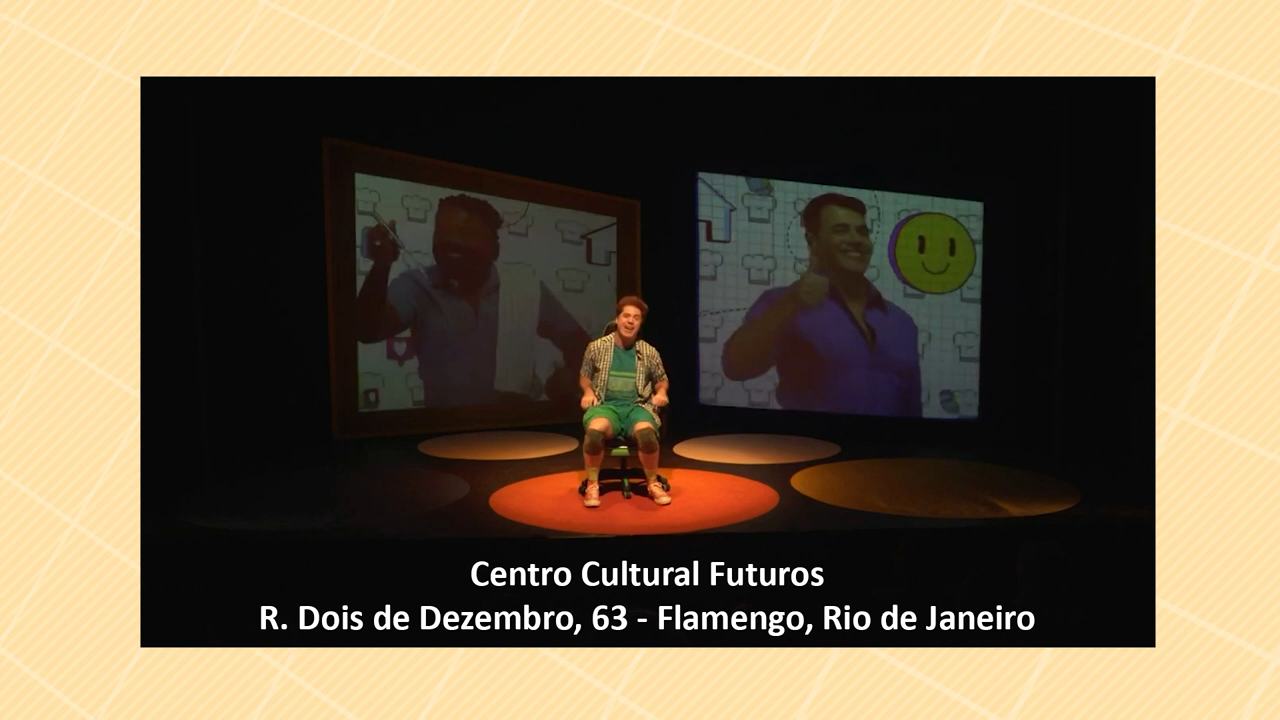 Centro Cultural Futuros
R. Dois de Dezembro, 63 - Flamengo, Rio de Janeiro